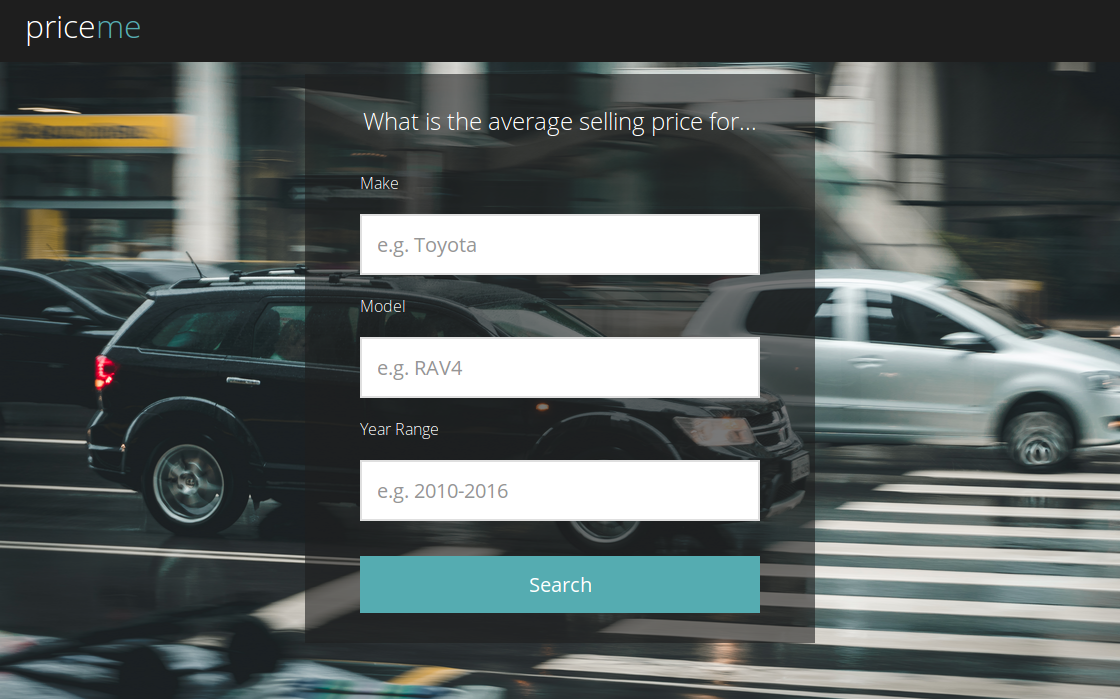 priceme
What is the average selling price for...
Make
e.g. Toyota
Model
e.g. RAV4
Year Range
e.g. 2010-2016
Search